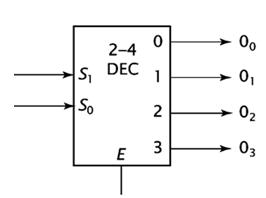 2–4
DEC
0 O₀
S₁ 1 O₁
S₀ 2 O₂
E 3 O₃